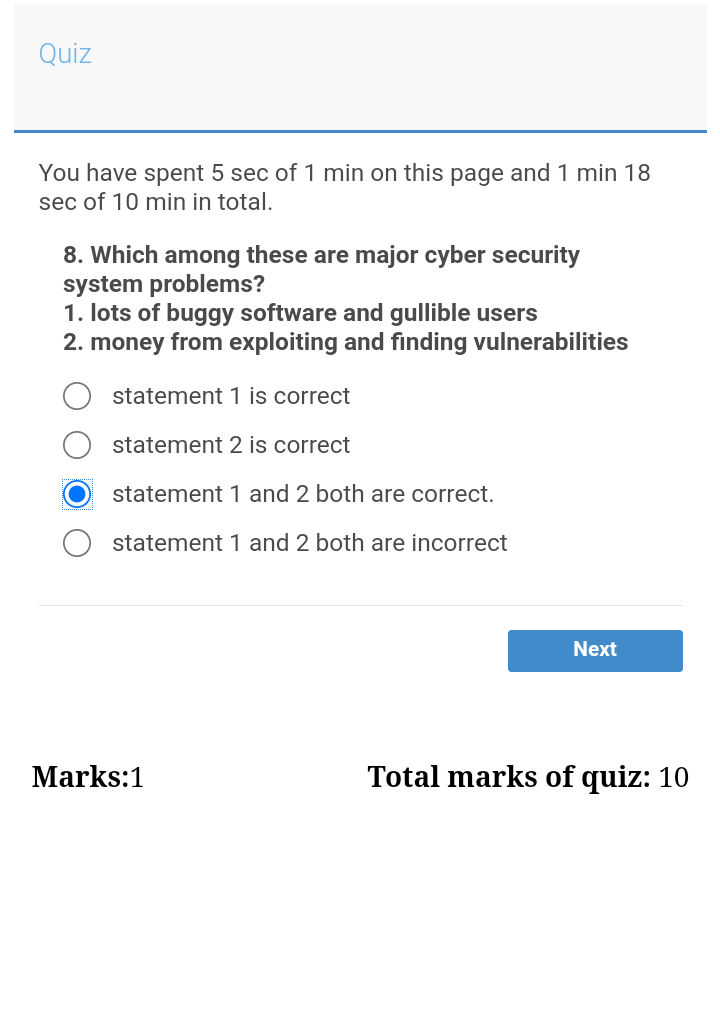 Quiz
You have spent 5 sec of 1 min on this page and 1 min 18
sec of 10 min in total.
8. Which among these are major cyber security
system problems?
1. lots of buggy software and gullible users
2. money from exploiting and finding vulnerabilities
statement 1 is correct
statement 2 is correct
statement 1 and 2 both are correct.
statement 1 and 2 both are incorrect
Next
Marks:1 Total marks of quiz: 10